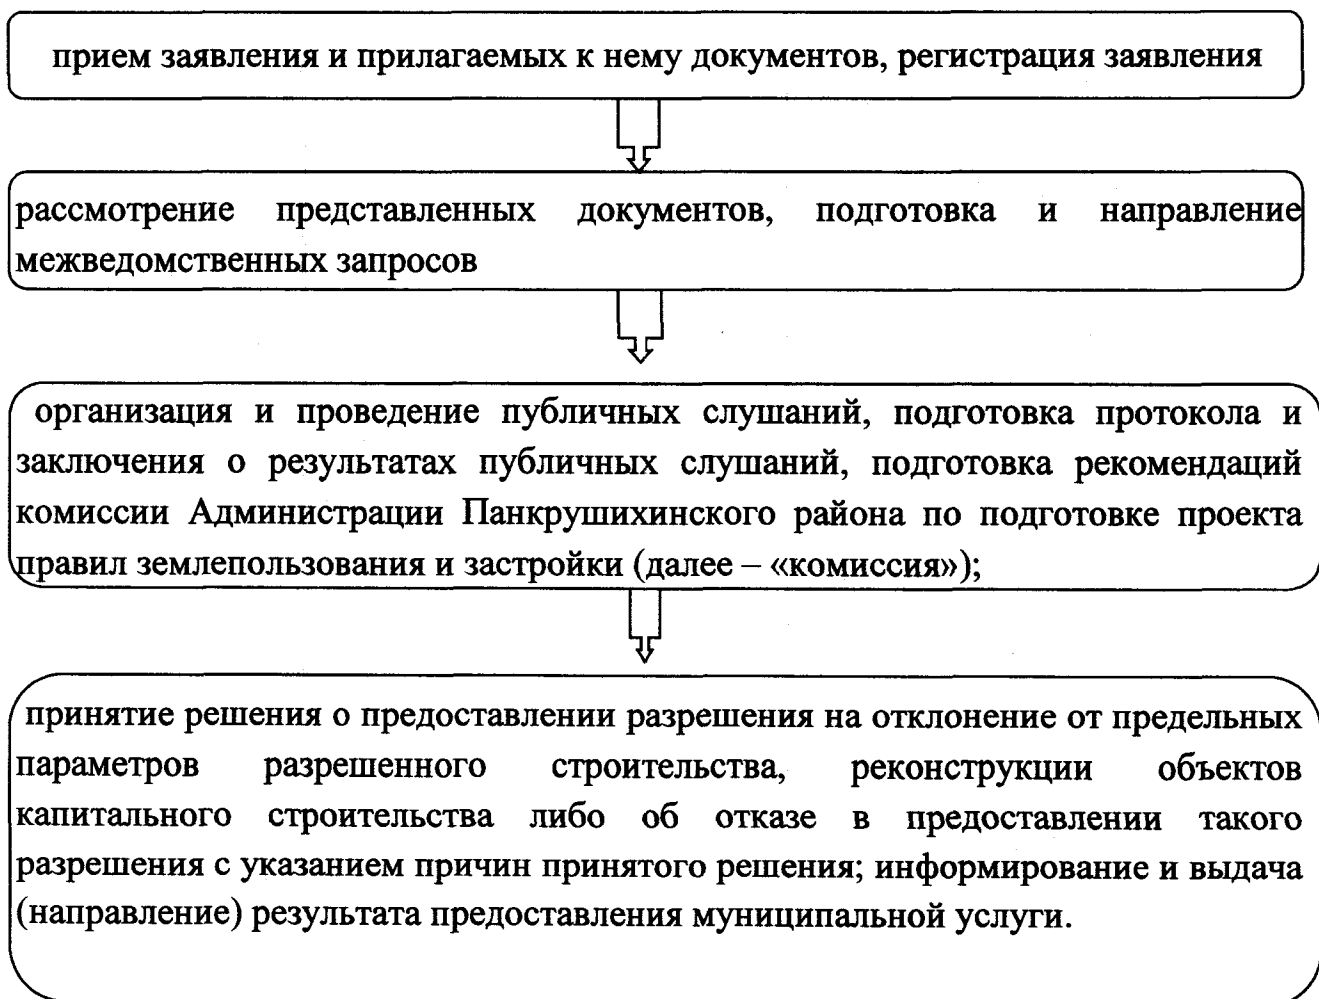 прием заявления и прилагаемых к нему документов, регистрация заявления
рассмотрение представленных документов, подготовка и направление
межведомственных запросов
организация и проведение публичных слушаний, подготовка протокола и
заключения о результатах публичных слушаний, подготовка рекомендаций
комиссии Администрации Панкрушихинского района по подготовке проекта
правил землепользования и застройки (далее – «комиссия»);
принятие решения о предоставлении разрешения на отклонение от предельных
параметров разрешенного строительства, реконструкции объектов
капитального строительства либо об отказе в предоставлении такого
разрешения с указанием причин принятого решения; информирование и выдача
(направление) результата предоставления муниципальной услуги.